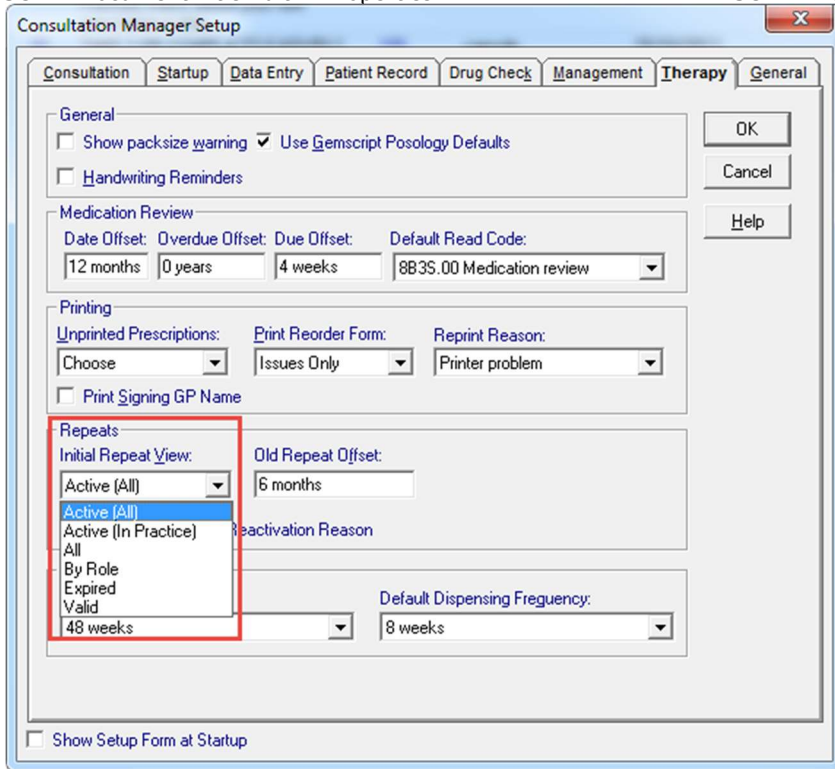 Consultation Manager Setup
Consultation Startup Data Entry Patient Record Drug Check Management Therapy General
General
Show packsize warning Use Gemscript Posology Defaults
Handwriting Reminders
OK
Cancel
Help
Medication Review
Date Offset: Overdue Offset: Due Offset: Default Read Code:
12 months 0 years 4 weeks 8B3S.00 Medication review
Printing
Unprinted Prescriptions: Print Reorder Form: Reprint Reason:
Choose Issues Only Printer problem
Print Signing GP Name
Repeats
Initial Repeat View: Old Repeat Offset:
Active (All) 6 months
Active (All)
Active (In Practice) Reactivation Reason
All
By Role
Expired
Valid
Default Dispensing Freguency:
48 weeks 8 weeks
Show Setup Form at Startup